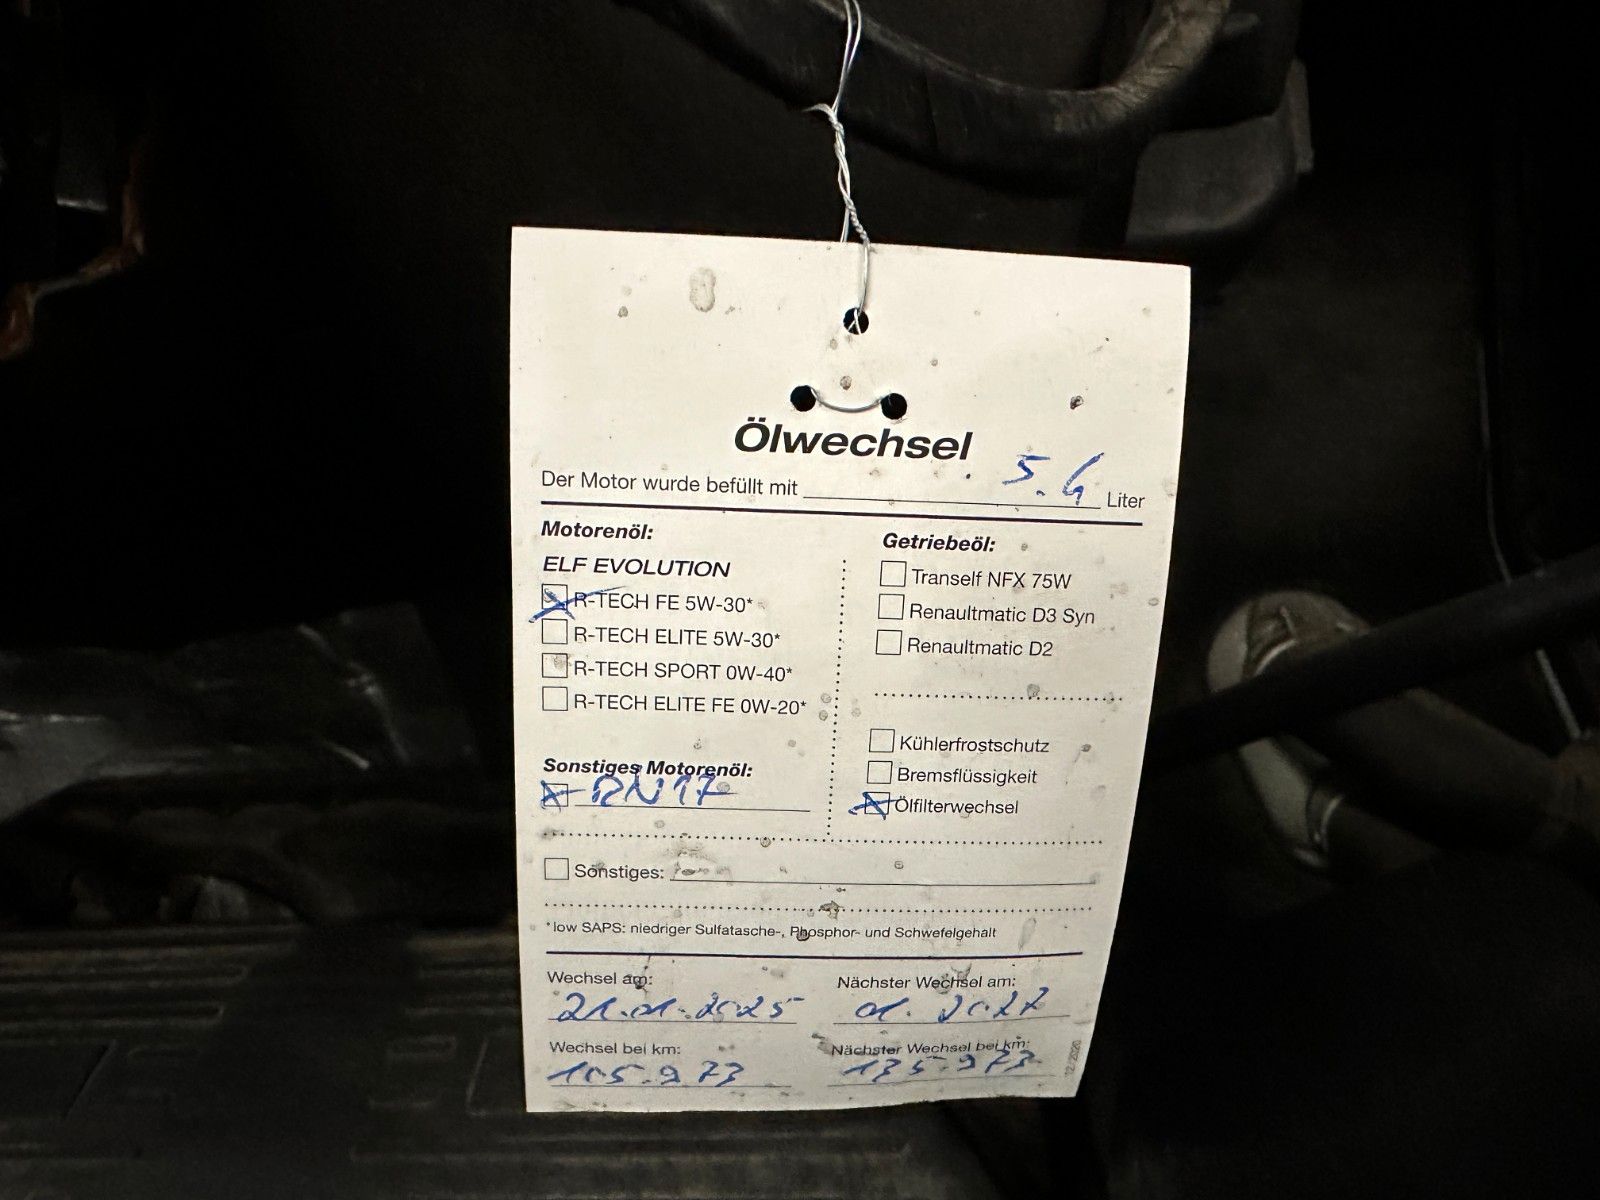 Ölwechsel
Der Motor wurde befüllt mit 5.4 Liter
Motorenöl:
ELF EVOLUTION
R-TECH FE 5W-30*
R-TECH ELITE 5W-30*
R-TECH SPORT 0W-40*
R-TECH ELITE FE 0W-20*
Sonstiges Motorenöl:
RN17
Getriebeöl:
Tranself NFX 75W
Renaultmatic D3 Syn
Renaultmatic D2
Kühlerfrostschutz
Bremsflüssigkeit
Ölfilterwechsel
Sonstiges:
*low SAPS: niedriger Sulfatasche-, Phosphor- und Schwefelgehalt
Wechsel am:
21.01.2025
Nächster Wechsel am:
01.2027
Wechsel bei km:
105.973
Nächster Wechsel bei km:
135.973
12/2020